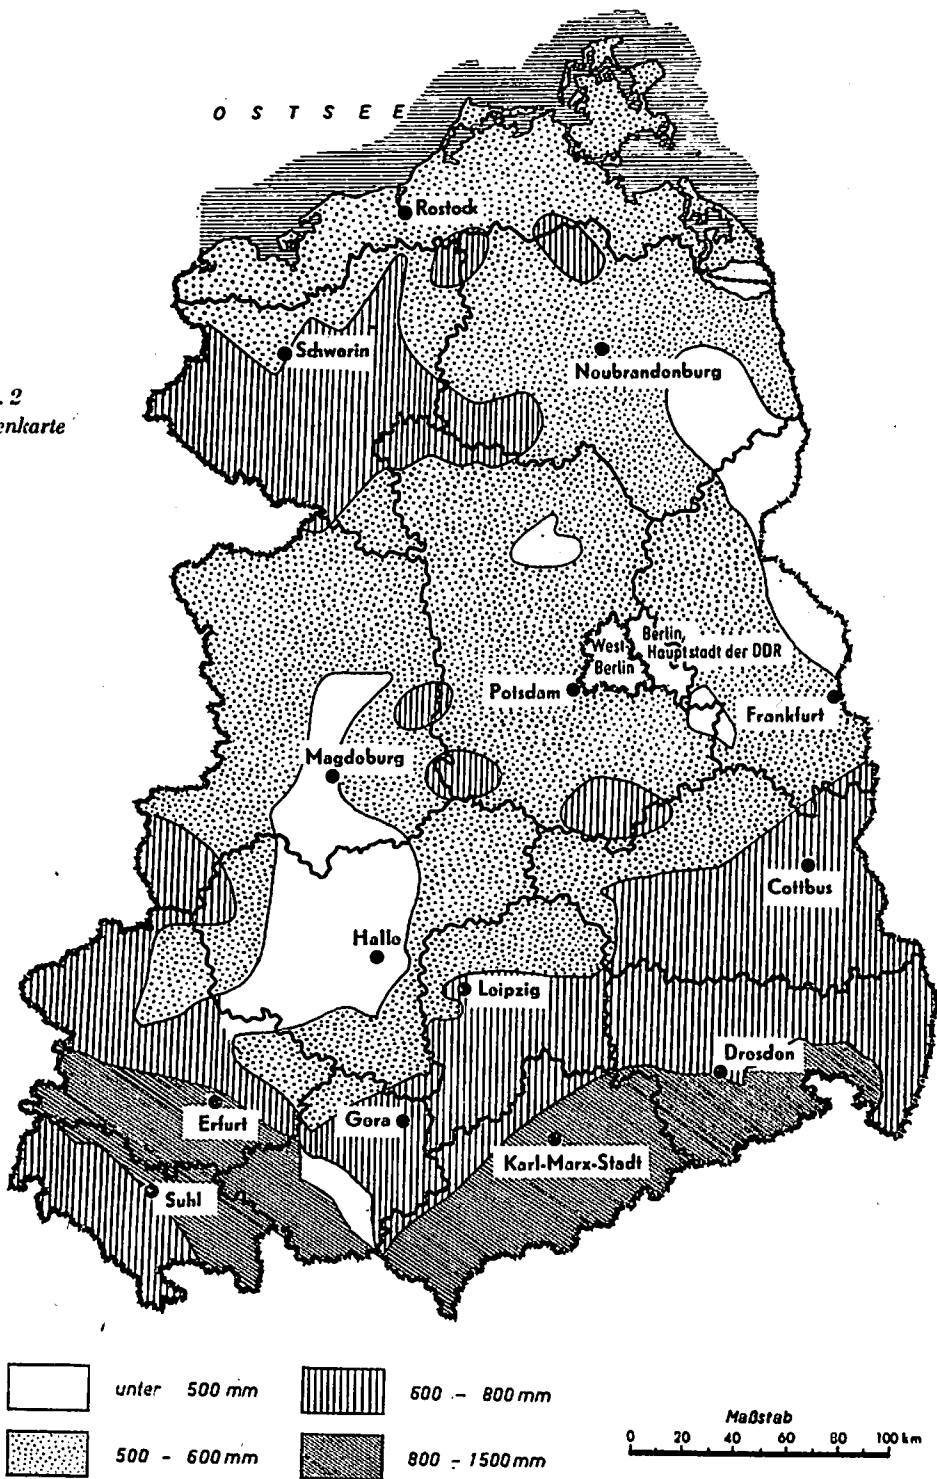 OSTSEE
Rostock
Schwerin
Neubrandenburg
. 2
enkarte
Berlin,
Hauptstadt der DDR
West-
Berlin
Potsdam
Frankfurt
Magdeburg
Cottbus
Halle
Leipzig
Dresden
Erfurt
Gera
Karl-Marx-Stadt
Suhl
unter 500 mm
600 - 800 mm
500 - 600 mm
800 - 1500 mm
Maßstab
0 20 40 60 80 100 km